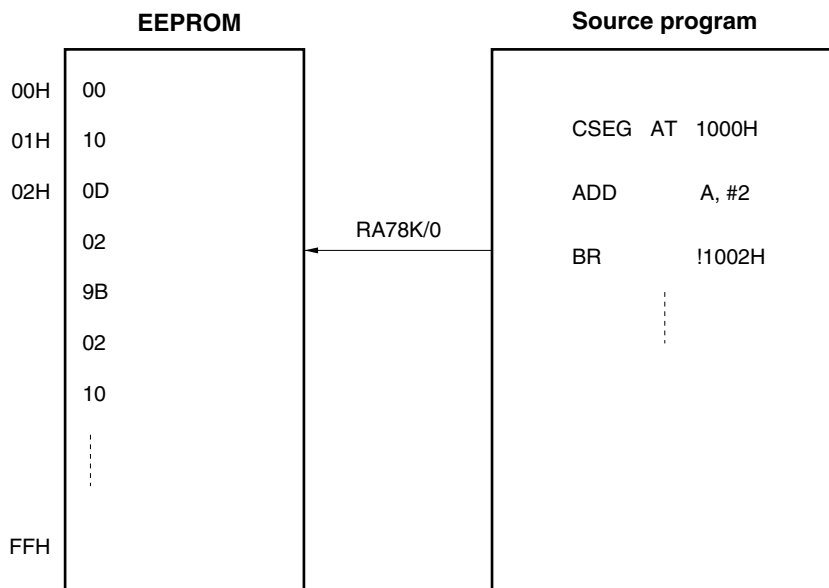 EEPROM
Source program
00H 00
01H 10
CSEG AT 1000H
02H 0D
ADD A, #2
RA78K/0
02
BR !1002H
9B
02
10
FFH